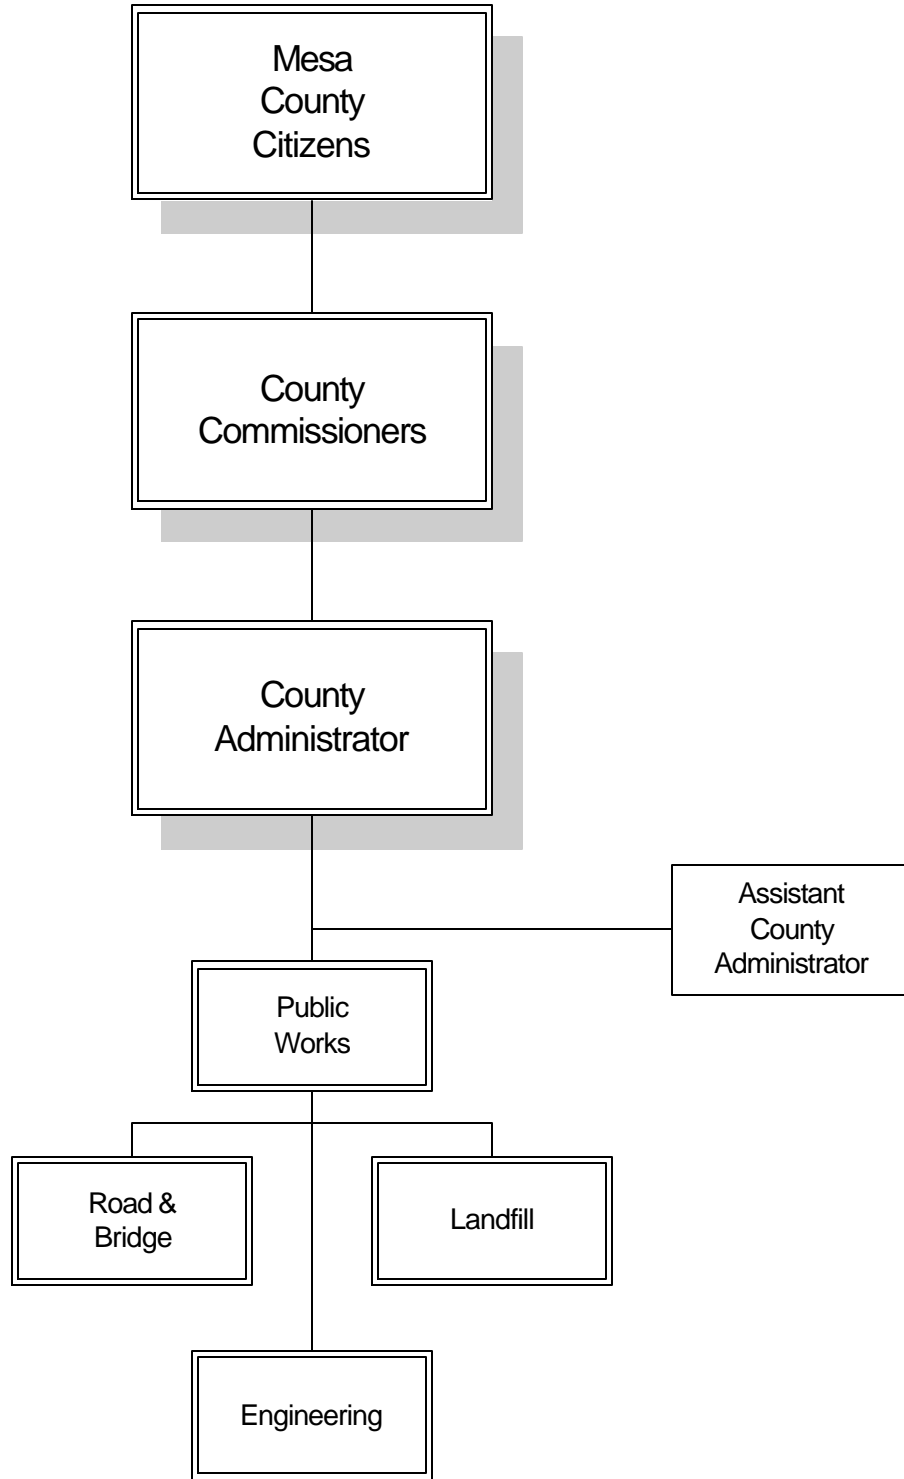 Mesa
County
Citizens
County
Commissioners
County
Administrator
Assistant
County
Administrator
Public
Works
Road &
Bridge
Landfill
Engineering